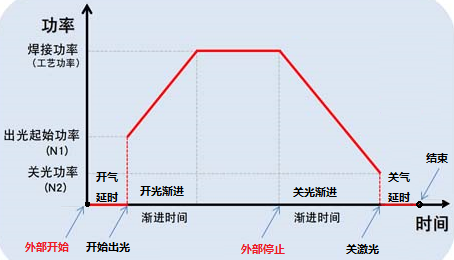 功率
焊接功率
(工艺功率)
出光起始功率
(N1)
关光功率
(N2)
开气
延时
开光渐进
关光渐进
关气
延时
结束
渐进时间
渐进时间
时间
外部开始
开始出光
外部停止
关激光